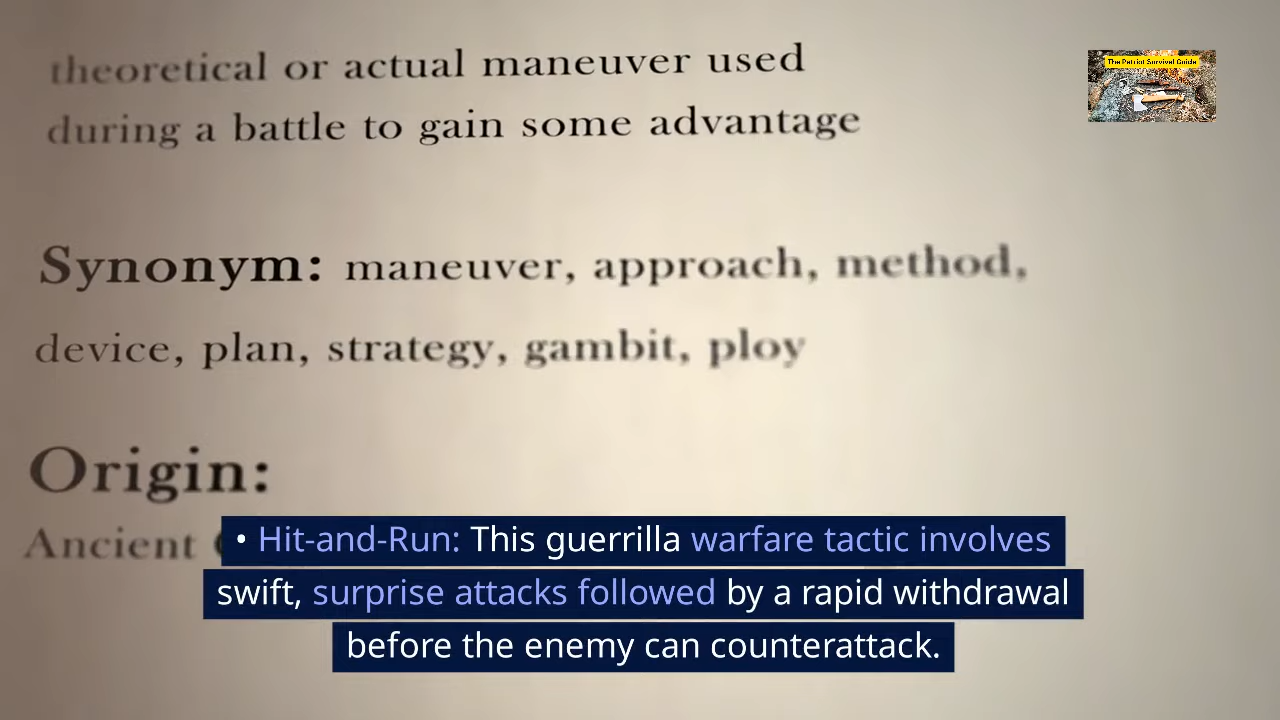 The Patriot Survival Guide
theoretical or actual maneuver used
during a battle to gain some advantage
Synonym: maneuver, approach, method,
device, plan, strategy, gambit, ploy
Origin:
Ancient
• Hit-and-Run: This guerrilla warfare tactic involves
swift, surprise attacks followed by a rapid withdrawal
before the enemy can counterattack.